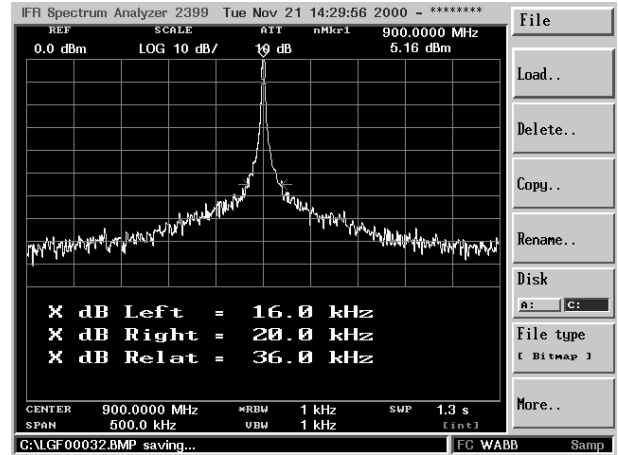 IFR Spectrum Analyzer 2399 Tue Nov 21 14:29:56 2000 - ********
REF SCALE ATT nMkr1 900.0000 MHz
0.0 dBm LOG 10 dB/ 10 dB 5.16 dBm
X dB Left = 16.0 kHz
X dB Right = 20.0 kHz
X dB Relat = 36.0 kHz
CENTER 900.0000 MHz *RBW 1 kHz SWP 1.3 s
SPAN 500.0 kHz VBW 1 kHz [int]
C:\LGF00032.BMP saving... FC WABB Samp
File
Load..
Delete..
Copy..
Rename..
Disk
A: C:
File type
[ Bitmap ]
More..